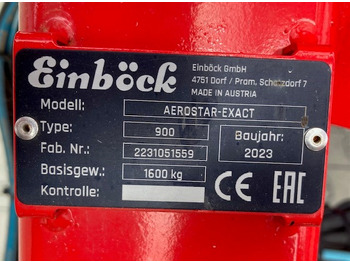 Einböck
Einböck GmbH
4751 Dorf / Pram, Schatzdorf 7
MADE IN AUSTRIA
Modell: AEROSTAR-EXACT
Type: 900
Baujahr: 2023
Fab. Nr.: 2231051559
Basisgew.: 1600 kg
Kontrolle:
CE EAC